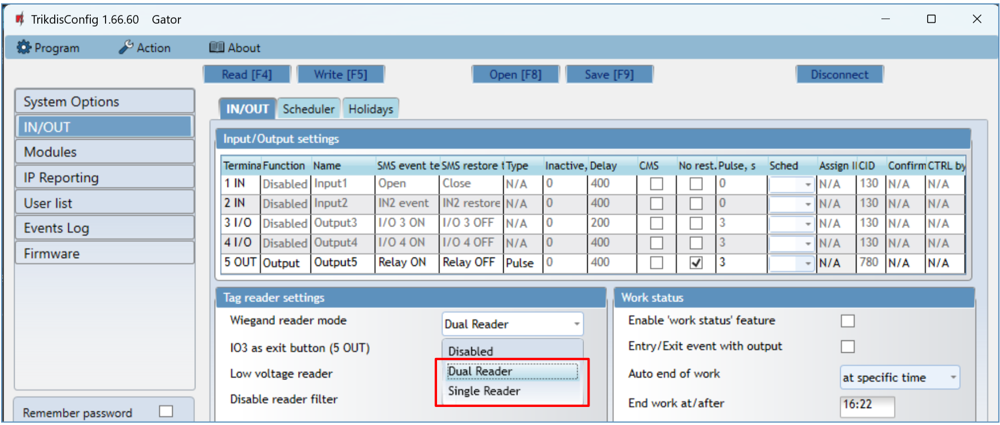 TrikdisConfig 1.66.60 Gator
Program Action About
Read [F4] Write [F5] Open [F8] Save [F9] Disconnect
System Options
IN/OUT
Modules
IP Reporting
User list
Events Log
Firmware
Remember password
IN/OUT Scheduler Holidays
Input/Output settings
Termina Function Name SMS event te SMS restore t Type Inactive, Delay CMS No rest. Pulse, s Sched Assign I CID Confirm CTRL by
1 IN Disabled Input1 Open Close N/A 0 400 0 N/A 130 N/A N/A
2 IN Disabled Input2 IN2 event IN2 restore N/A 0 400 0 N/A 130 N/A N/A
3 I/O Disabled Output3 I/O 3 ON I/O 3 OFF N/A 0 200 3 N/A 130 N/A N/A
4 I/O Disabled Output4 I/O 4 ON I/O 4 OFF N/A 0 400 3 N/A 130 N/A N/A
5 OUT Output Output5 Relay ON Relay OFF Pulse 0 400 3 N/A 780 N/A N/A
Tag reader settings
Wiegand reader mode Dual Reader
IO3 as exit button (5 OUT)
Low voltage reader
Disable reader filter
Disabled
Dual Reader
Single Reader
Work status
Enable 'work status' feature
Entry/Exit event with output
Auto end of work at specific time
End work at/after 16:22